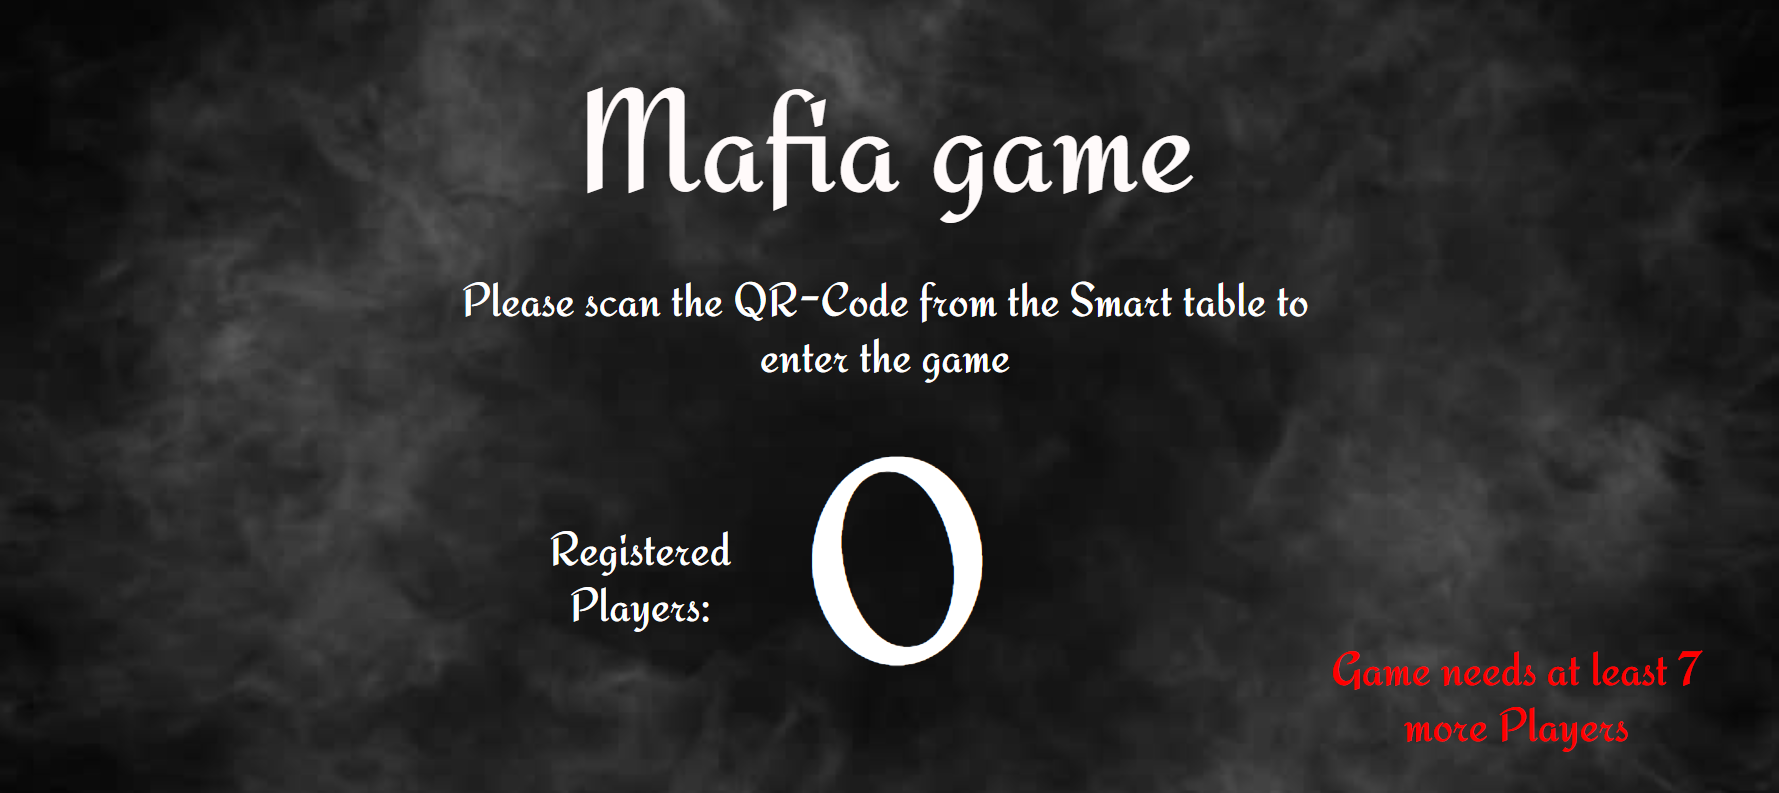 Mafia game
Please scan the QR-Code from the Smart table to
enter the game
Registered
Players:
0
Game needs at least 7
more Players